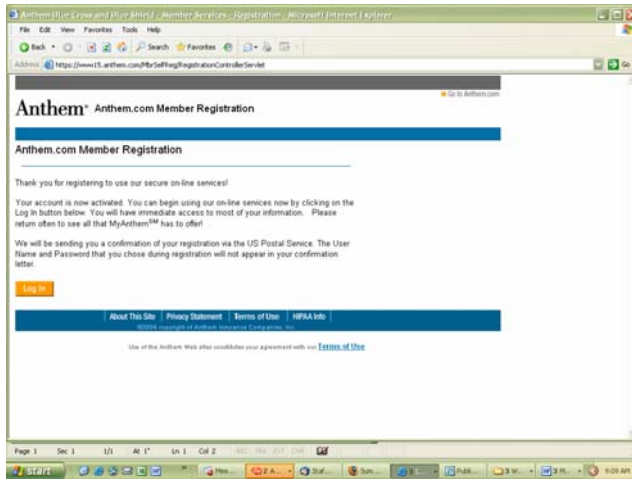 Anthem Blue Cross and Blue Shield - Member Services - Registration - Microsoft Internet Explorer
File Edit View Favorites Tools Help
Back Search Favorites
Address https://www15.anthem.com/MbrSelfReg/RegistrationControllerServlet Go
Go to Anthem.com
Anthem® Anthem.com Member Registration
Anthem.com Member Registration
Thank you for registering to use our secure on-line services!
Your account is now activated. You can begin using our on-line services now by clicking on the
Log In button below. You will have immediate access to most of your information. Please
return often to see all that MyAnthem℠ has to offer!
We will be sending you a confirmation of your registration via the US Postal Service. The User
Name and Password that you chose during registration will not appear in your confirmation
letter.
Log In
About This Site | Privacy Statement | Terms of Use | HIPAA Info
©2004 copyright of Anthem Insurance Companies, Inc.
Use of the Anthem Web sites constitutes your agreement with our Terms of Use
Page 1 Sec 1 1/1 At 1" Ln 1 Col 2 REC TRK EXT OVR
start 2 A... 3 W... 9:09 AM